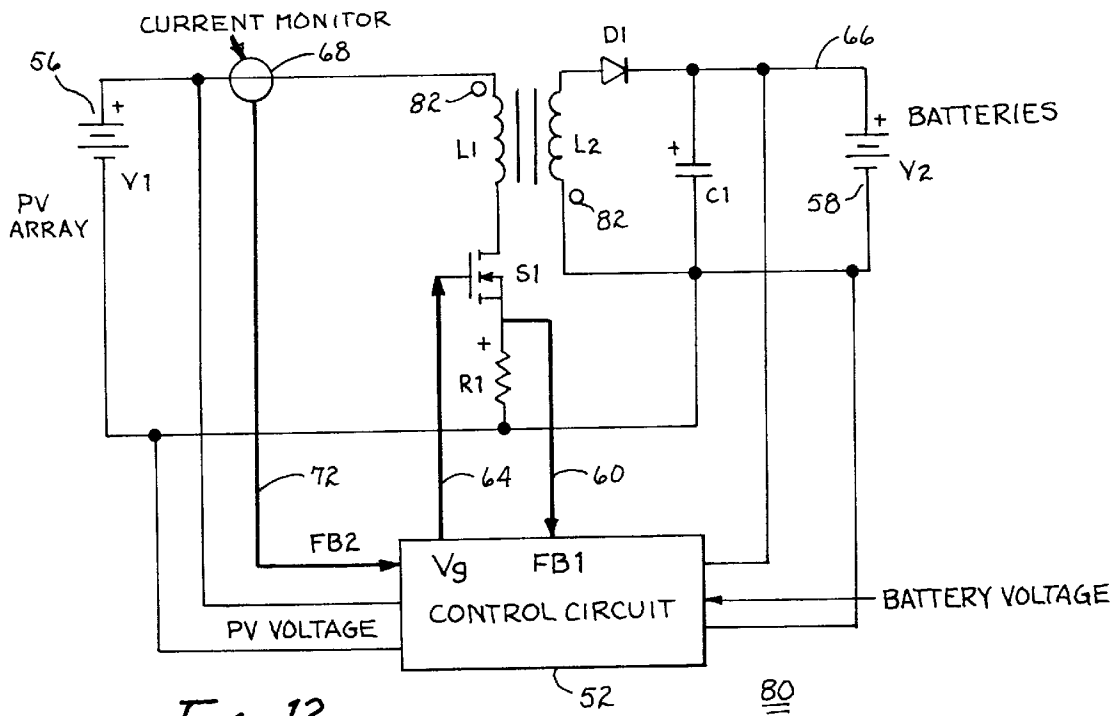 CURRENT MONITOR
68
56
+
V1
PV
ARRAY
82
L1
L2
82
D1
66
+
C1
+
BATTERIES
V2
58
S1
+
R1
72
64
60
FB2
Vg
FB1
CONTROL CIRCUIT
PV VOLTAGE
BATTERY VOLTAGE
52
80